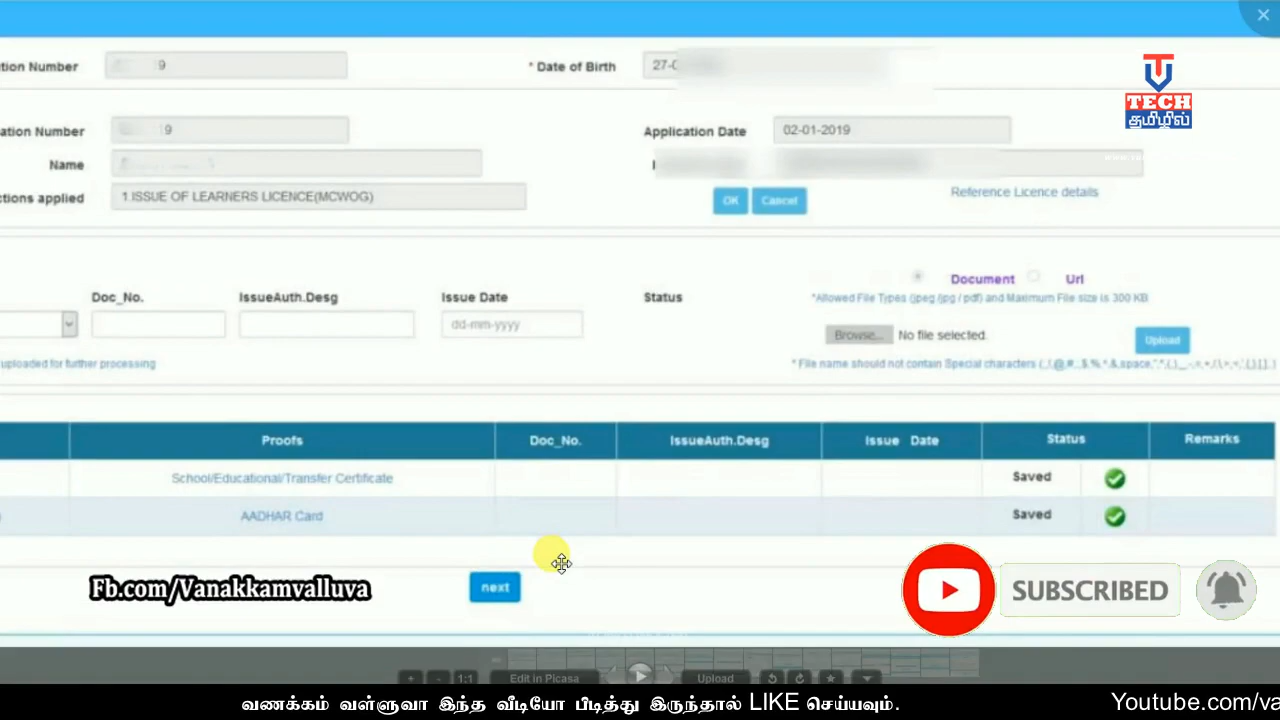 tion Number 9 * Date of Birth 27-0
TECH
தமிழில்
ation Number 9 Application Date 02-01-2019
Name
ctions applied 1 ISSUE OF LEARNERS LICENCE(MCWOG) OK Cancel Reference Licence details
Document Url
Doc_No. IssueAuth.Desg Issue Date Status *Allowed File Types (jpeg /jpg / pdf) and Maximum File size is 300 KB.
dd-mm-yyyy Browse... No file selected. Upload
uploaded for further processing * File name should not contain Special characters
Proofs Doc_No. IssueAuth.Desg Issue Date Status Remarks
School/Educational/Transfer Certificate Saved
AADHAR Card Saved
Fb.com/Vanakkamvalluva next SUBSCRIBED
+ - 1:1 Edit in Picasa Upload
வணக்கம் வள்ளுவா இந்த வீடியோ பிடித்து இருந்தால் LIKE செய்யவும். Youtube.com/va